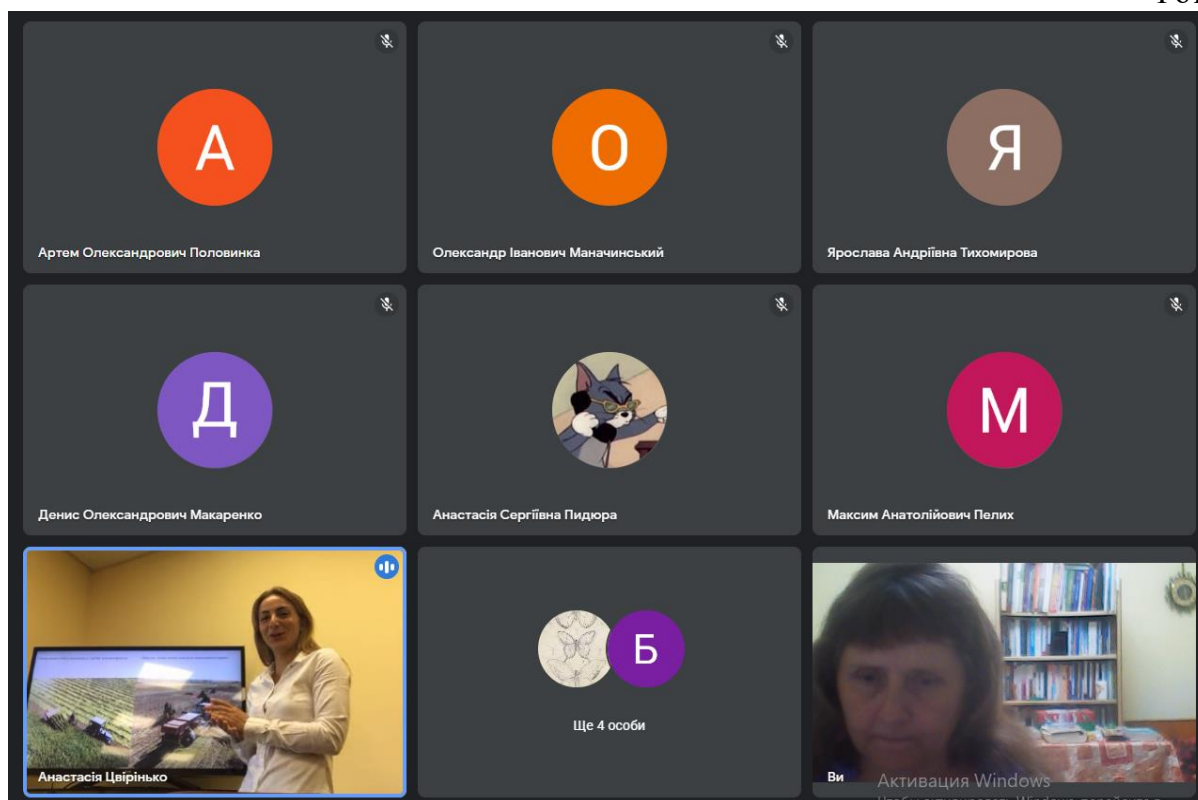 А
О
Я
Артем Олександрович Половинка
Олександр Іванович Маначинський
Ярослава Андріївна Тихомирова
Д
М
Денис Олександрович Макаренко
Анастасія Сергіївна Пидюра
Максим Анатолійович Пелих
Б
Ще 4 особи
Анастасія Цвірінько
Ви
Активация Windows